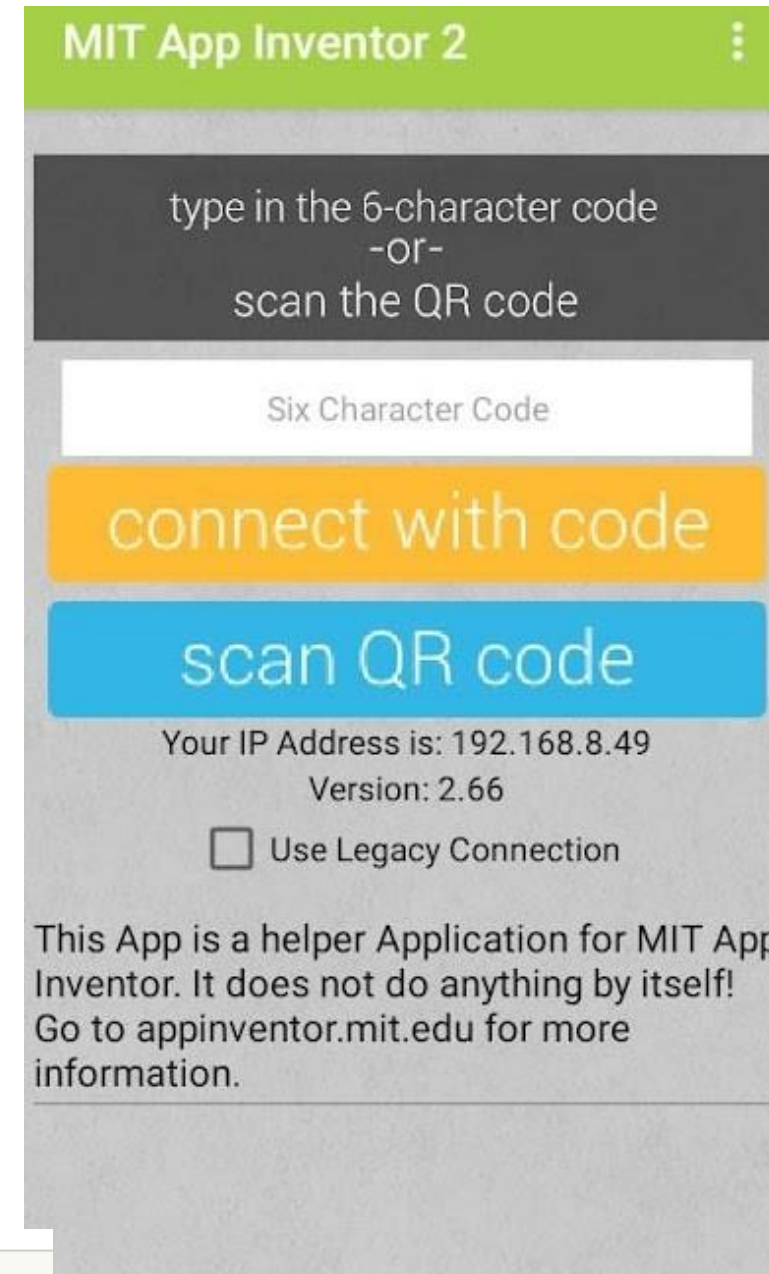 MIT App Inventor 2
type in the 6-character code
-or-
scan the QR code
Six Character Code
connect with code
scan QR code
Your IP Address is: 192.168.8.49
Version: 2.66
Use Legacy Connection
This App is a helper Application for MIT App
Inventor. It does not do anything by itself!
Go to appinventor.mit.edu for more
information.